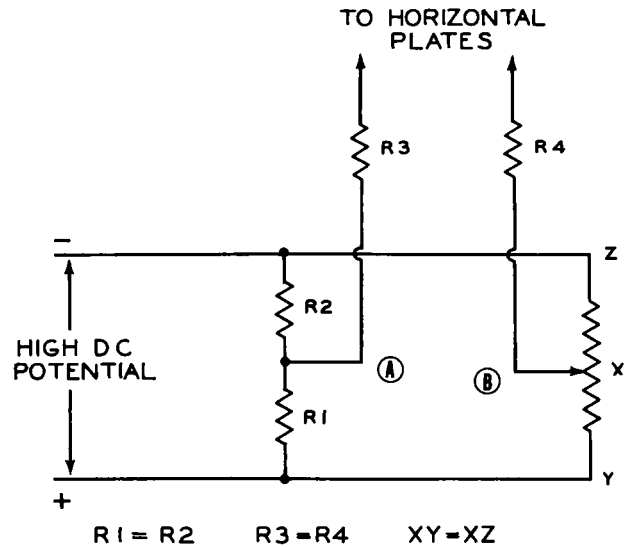 TO HORIZONTAL
PLATES
R3
R4
−
Z
R2
HIGH DC
POTENTIAL
A
B
X
R1
Y
+
R1 = R2 R3 = R4 XY = XZ